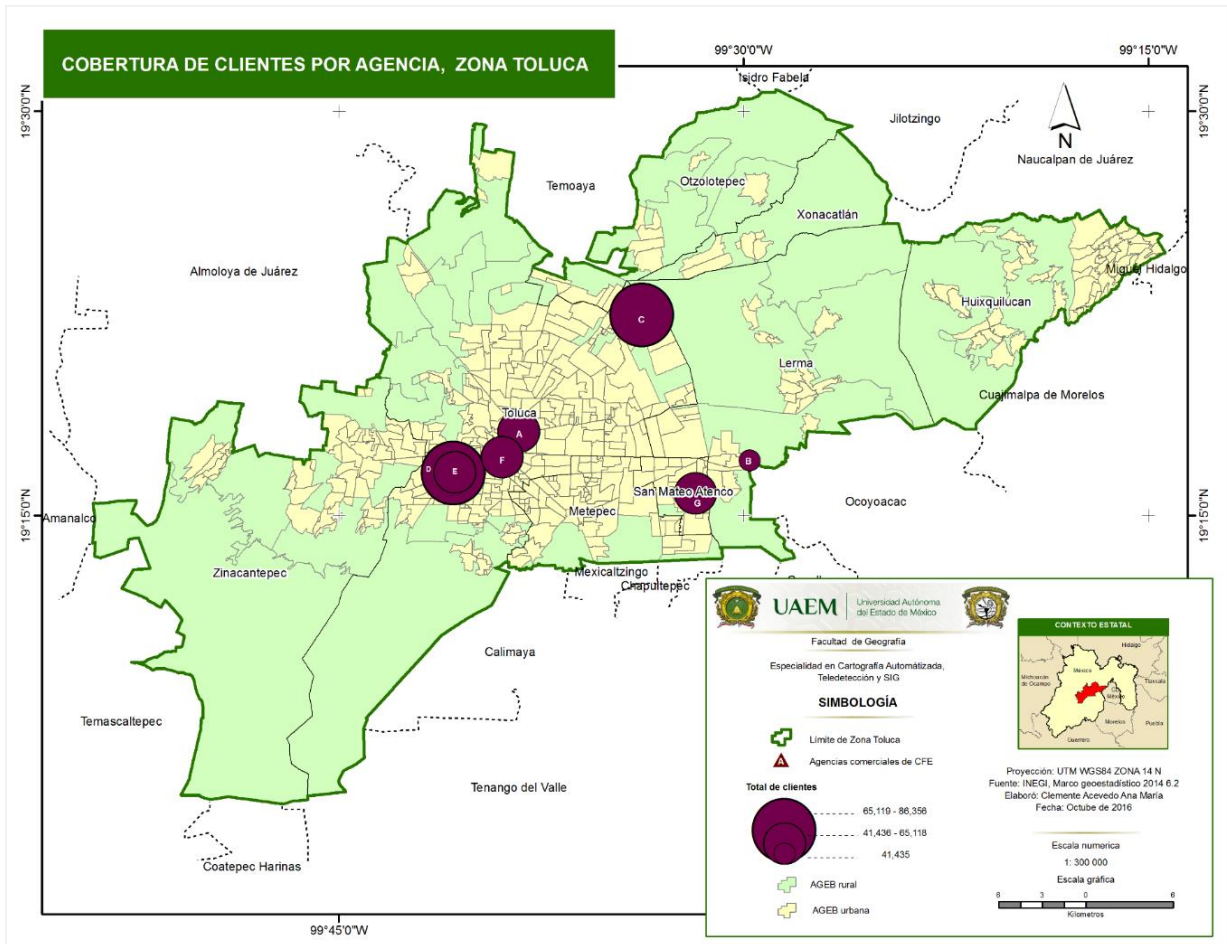 COBERTURA DE CLIENTES POR AGENCIA, ZONA TOLUCA
99°30'0"W
99°15'0"W
Isidro Fabela
19°30'0"N
19°30'0"N
Jilotzingo
N
Naucalpan de Juárez
Temoaya
Otzolotepec
Xonacatlán
Almoloya de Juárez
Miguel Hidalgo
Huixquilucan
C
Lerma
Cuajimalpa de Morelos
Toluca
A
F
B
D
E
San Mateo Atenco
G
Ocoyoacac
Metepec
Amanalco
19°15'0"N
19°15'0"N
Zinacantepec
Mexicaltzingo
Chapultepec
Calimaya
Temascaltepec
Tenango del Valle
Coatepec Harinas
99°45'0"W
UAEM
Universidad Autónoma
del Estado de México
Facultad de Geografía
Especialidad en Cartografía Automátizada,
Teledetección y SIG
SIMBOLOGÍA
Límite de Zona Toluca
A
Agencias comerciales de CFE
Total de clientes
65,119 - 86,356
41,436 - 65,118
41,435
AGEB rural
AGEB urbana
CONTEXTO ESTATAL
Hidalgo
México
Michoacán
de Ocampo
Tlaxcala
México
Morelos
Puebla
Guerrero
Proyección: UTM WGS84 ZONA 14 N
Fuente: INEGI, Marco geoestadístico 2014 6.2
Elaboró: Clemente Acevedo Ana María
Fecha: Octube de 2016
Escala numerica
1: 300 000
Escala gráfica
6 3 0 6
Kilometros